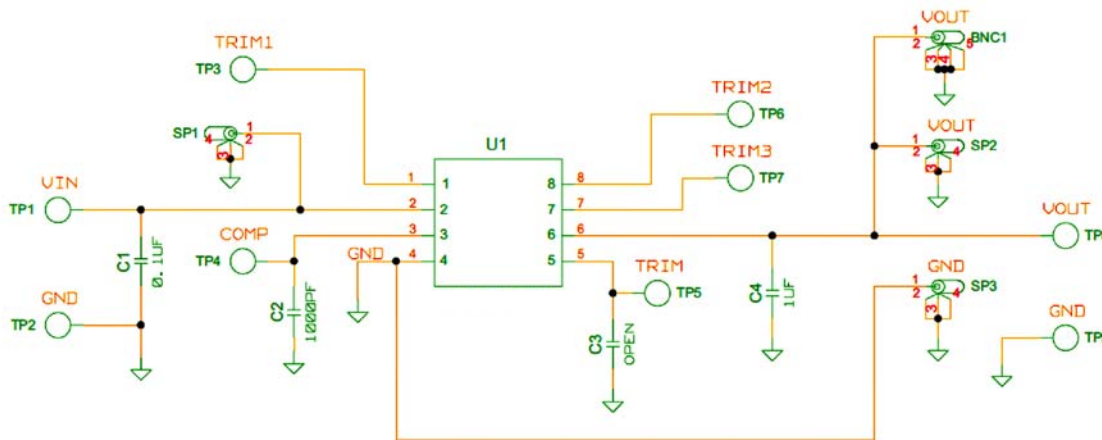 VOUT
1
2
BNC1
3
4
5
TRIM1
TP3
TRIM2
TP6
SP1
4
1
2
3
U1
VOUT
1
2
SP2
4
3
TRIM3
TP7
1 1 8 8
VIN
TP1
2 2 7 7
COMP
TP4
3 3 6 6
VOUT
TP
GND 4 4 5 5
C1
0.1UF
TRIM
TP5
GND
1
2
SP3
4
3
GND
TP2
C2
1000PF
C4
1UF
C3
OPEN
GND
TP